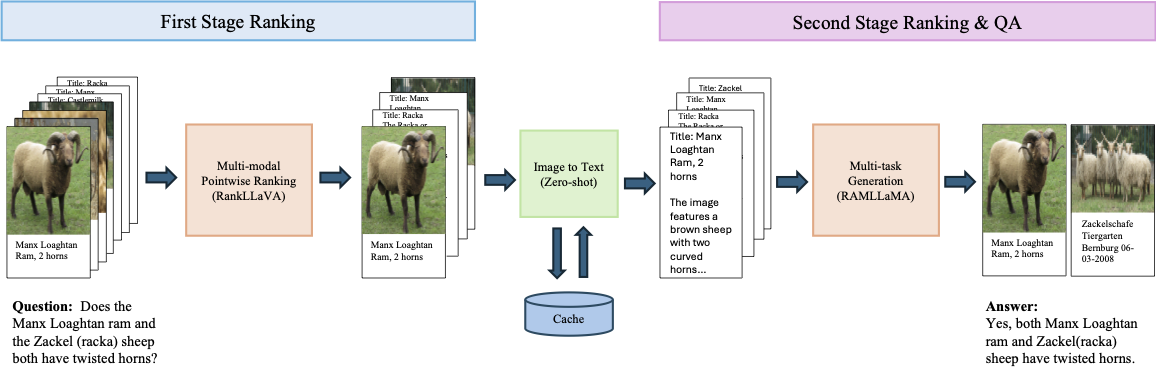 First Stage Ranking
Second Stage Ranking & QA
Title: Racka
Title: Manx
Title: Castlemilk
Manx Loaghtan
Ram, 2 horns
Multi-modal
Pointwise Ranking
(RankLLaVA)
Title: Manx
Loaghtan
Title: Racka
The Racka or
Manx Loaghtan
Ram, 2 horns
Image to Text
(Zero-shot)
Cache
Title: Zackel
Title: Manx
Loaghtan
Title: Racka
The Racka or
Title: Manx
Loaghtan
Ram, 2
horns
The image
features a
brown sheep
with two
curved
horns...
Multi-task
Generation
(RAMLLaMA)
Manx Loaghtan
Ram, 2 horns
Zackelschafe
Tiergarten
Bernburg 06-
03-2008
Question: Does the
Manx Loaghtan ram and
the Zackel (racka) sheep
both have twisted horns?
Answer:
Yes, both Manx Loaghtan
ram and Zackel(racka)
sheep have twisted horns.